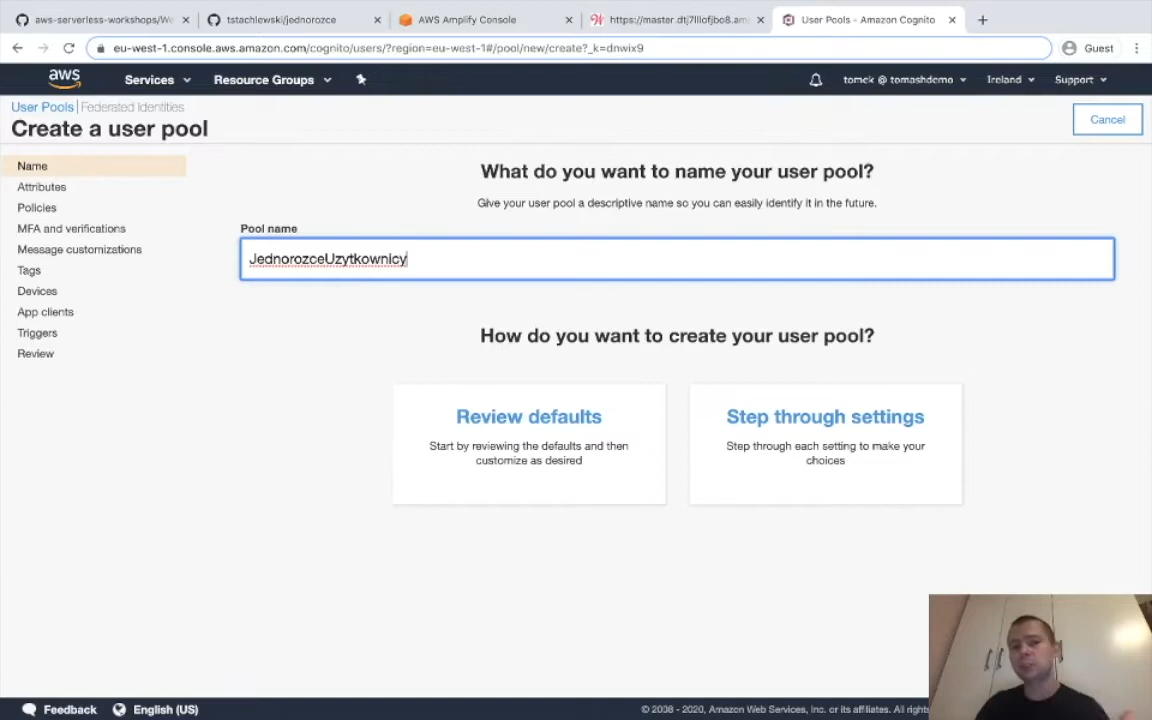 aws-serverless-workshops/We
tstachlewski/jednorozce
AWS Amplify Console
User Pools - Amazon Cognito
eu-west-1.console.aws.amazon.com/cognito/users/?region=eu-west-1#/pool/new/create?_k=dnwix9
Guest
aws
Services
Resource Groups
tomek @ tomashdemo
Ireland
Support
User Pools
Federated Identities
Create a user pool
Cancel
Name
Attributes
Policies
MFA and verifications
Message customizations
Tags
Devices
App clients
Triggers
Review
What do you want to name your user pool?
Give your user pool a descriptive name so you can easily identify it in the future.
Pool name
JednorozceUzytkownicy
How do you want to create your user pool?
Review defaults
Start by reviewing the defaults and then
customize as desired
Step through settings
Step through each setting to make your
choices
Feedback
English (US)
© 2008 - 2020, Amazon Web Services, Inc. or its affiliates. All rights